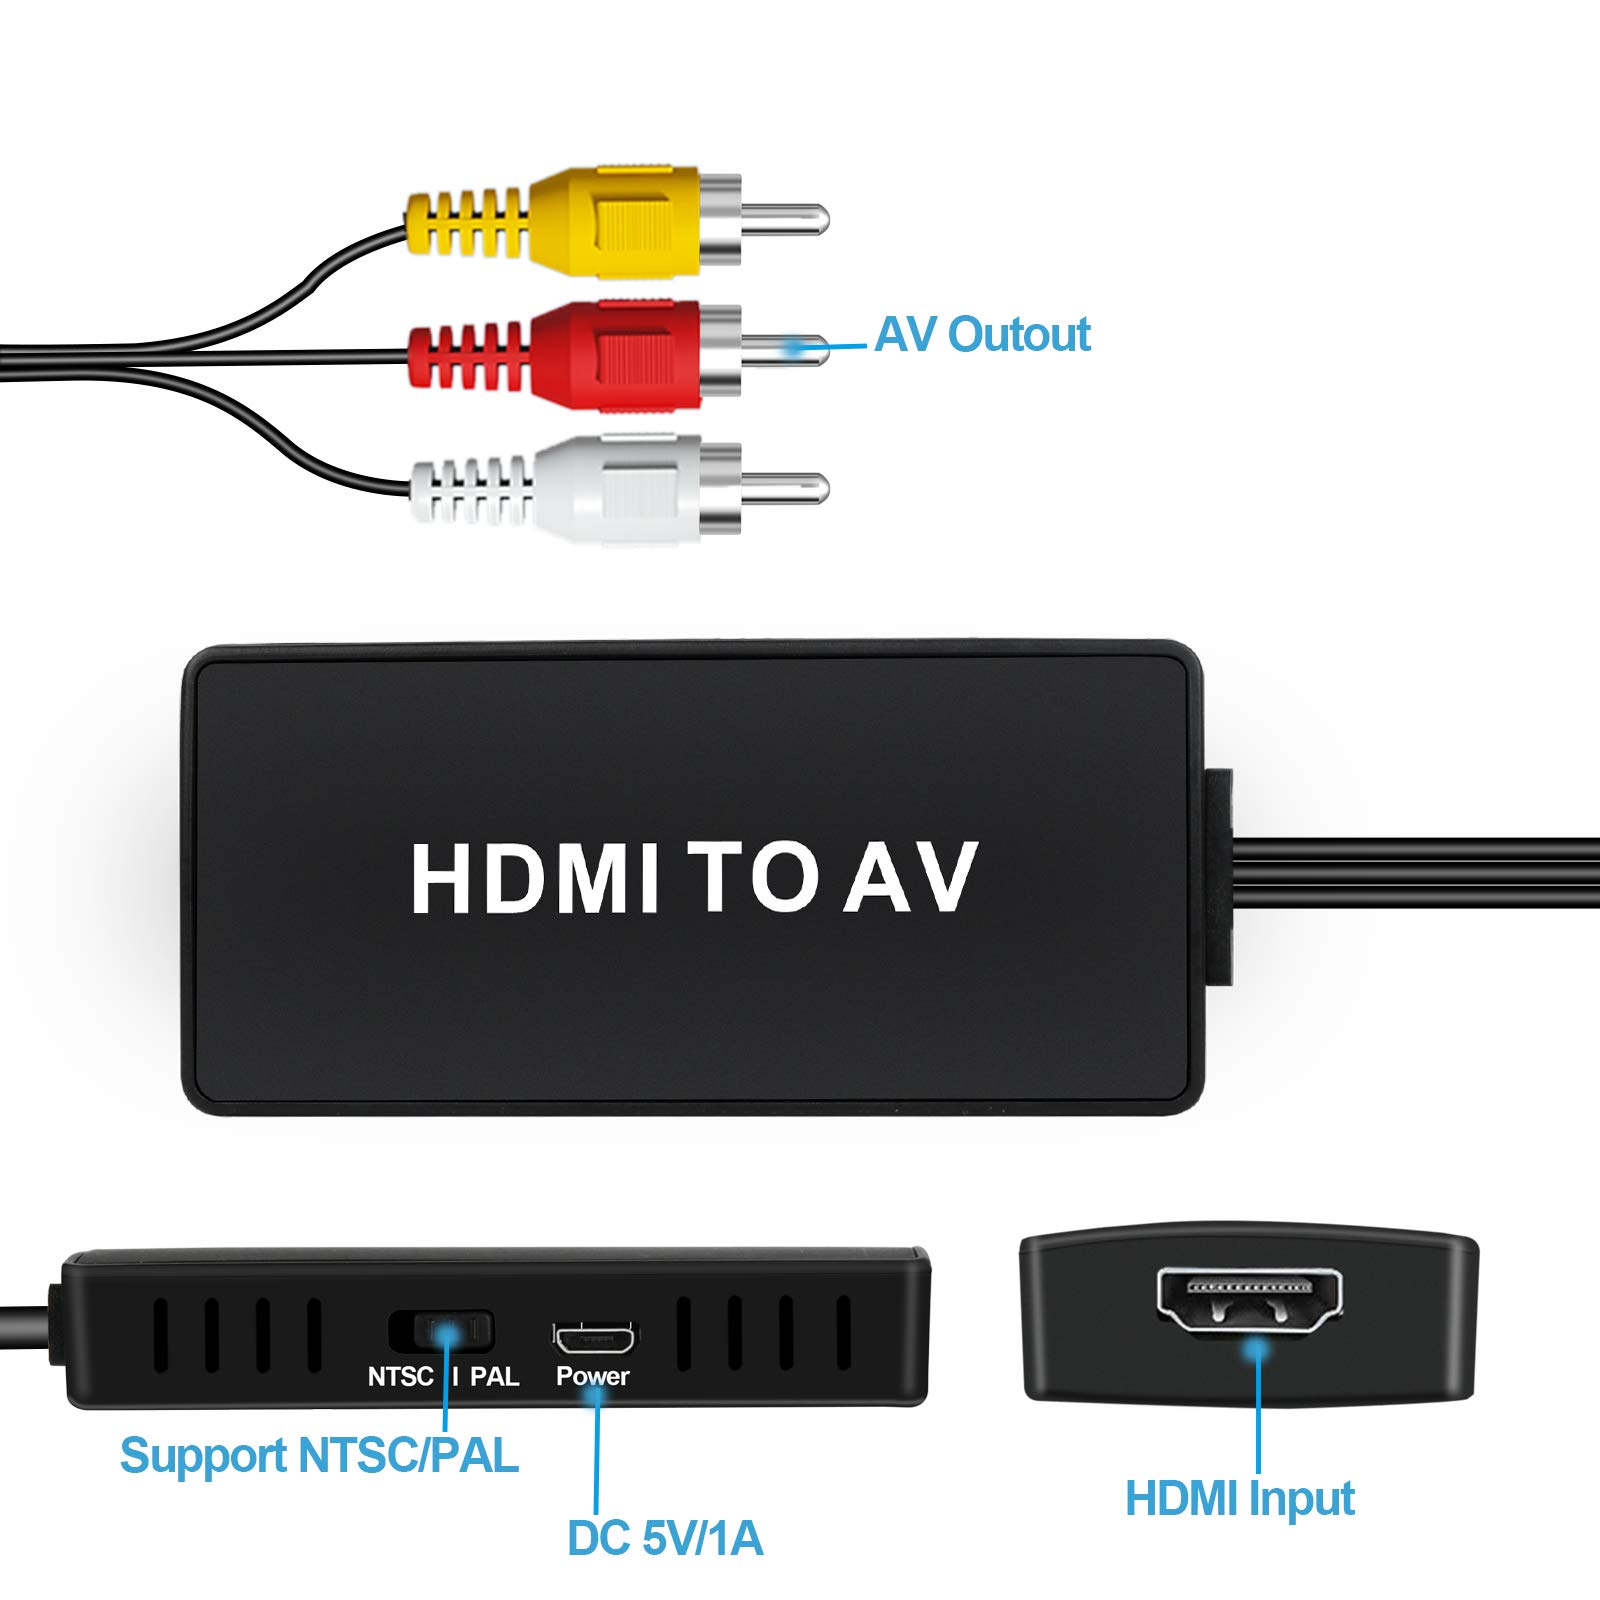 AV Outout
HDMI TO AV
NTSC I PAL
Power
Support NTSC/PAL
DC 5V/1A
HDMI Input